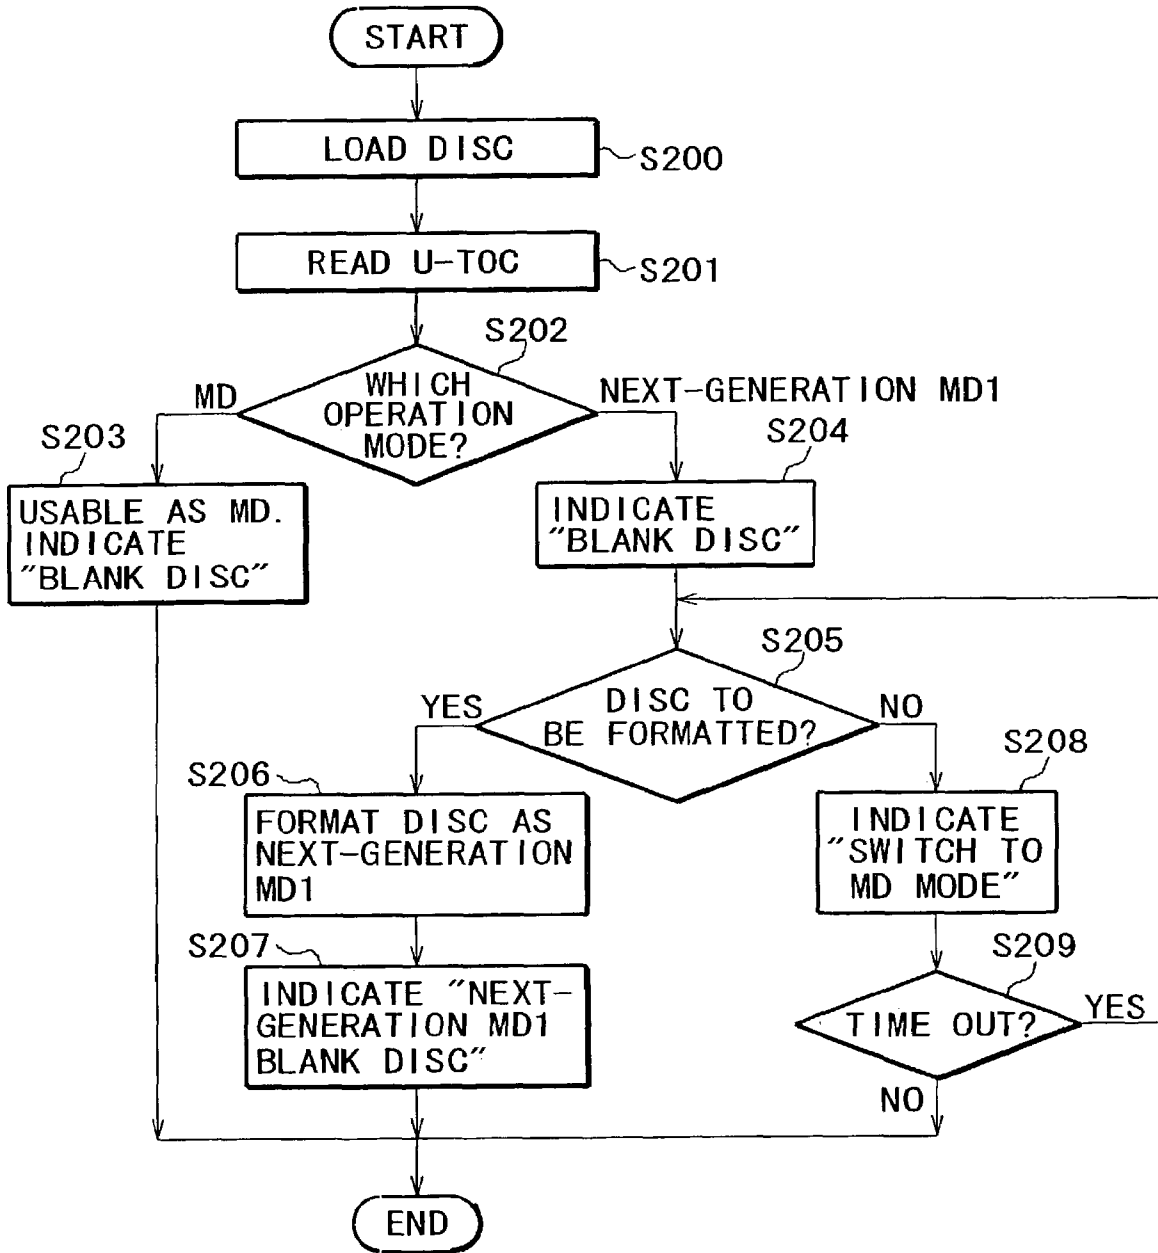 START
LOAD DISC
S200
READ U-TOC
S201
S202
WHICH
OPERATION
MODE?
MD
NEXT-GENERATION MD1
S203
USABLE AS MD.
INDICATE
"BLANK DISC"
S204
INDICATE
"BLANK DISC"
S205
DISC TO
BE FORMATTED?
YES
NO
S206
FORMAT DISC AS
NEXT-GENERATION
MD1
S208
INDICATE
"SWITCH TO
MD MODE"
S207
INDICATE "NEXT-
GENERATION MD1
BLANK DISC"
S209
TIME OUT?
YES
NO
END